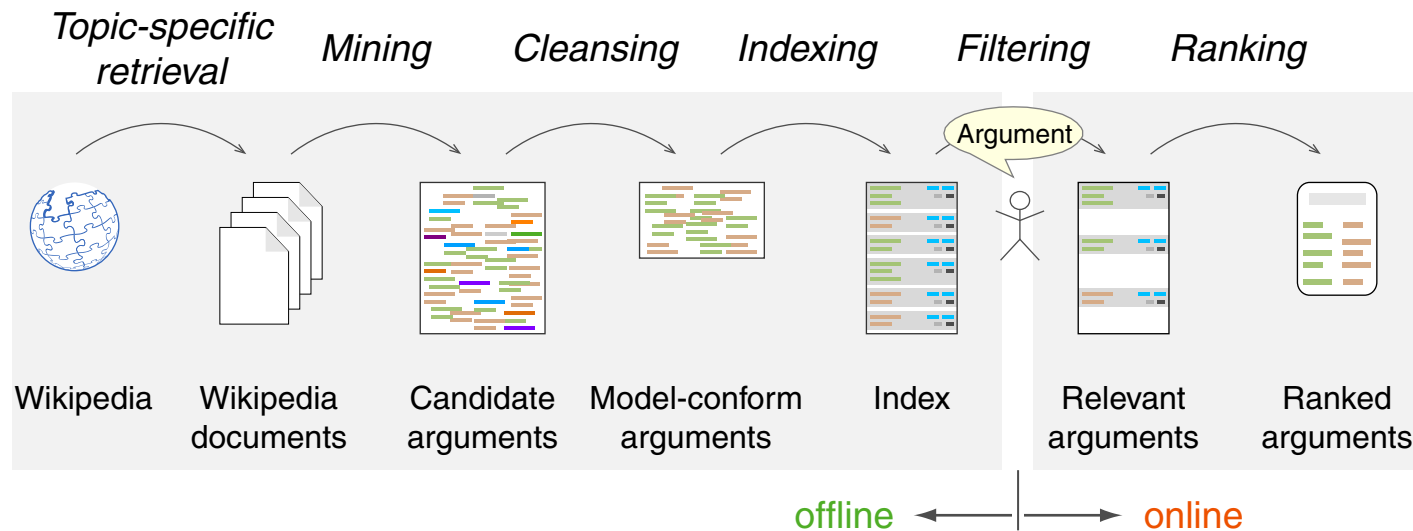 Topic-specific
retrieval
Mining
Cleansing
Indexing
Filtering
Ranking
Argument
Wikipedia
Wikipedia
documents
Candidate
arguments
Model-conform
arguments
Index
Relevant
arguments
Ranked
arguments
offline
online